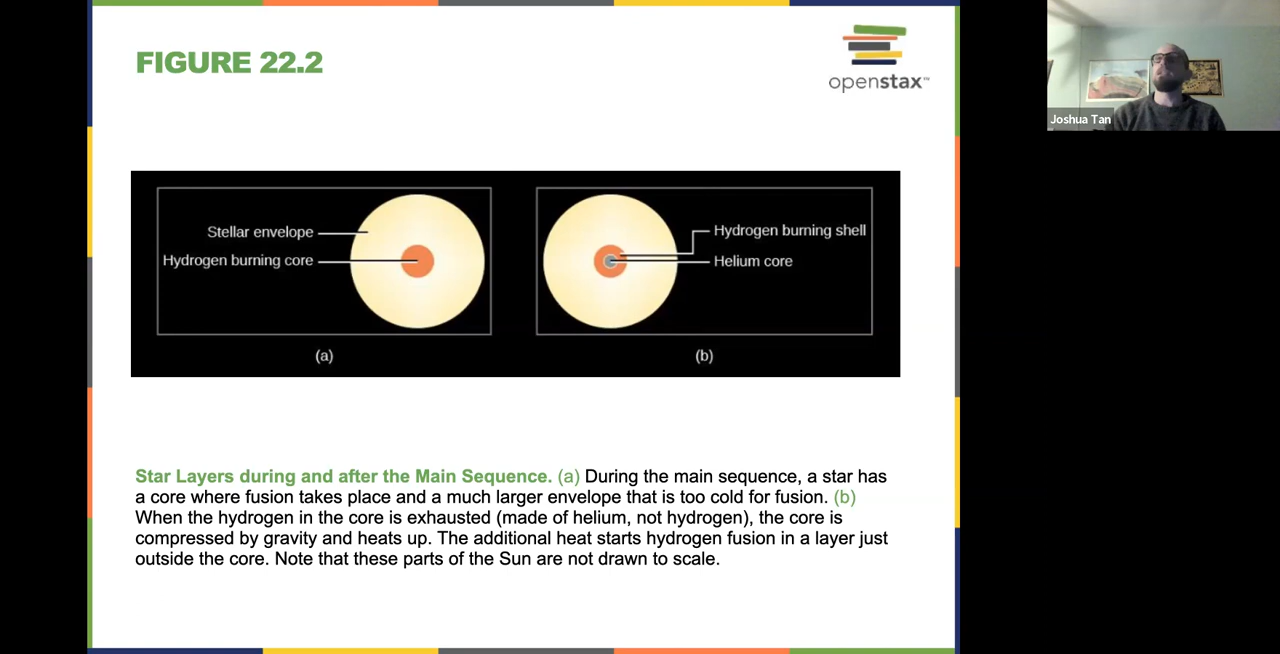 FIGURE 22.2
openstax™
Joshua Tan
Stellar envelope
Hydrogen burning core
(a)
Hydrogen burning shell
Helium core
(b)
Star Layers during and after the Main Sequence. (a) During the main sequence, a star has
a core where fusion takes place and a much larger envelope that is too cold for fusion. (b)
When the hydrogen in the core is exhausted (made of helium, not hydrogen), the core is
compressed by gravity and heats up. The additional heat starts hydrogen fusion in a layer just
outside the core. Note that these parts of the Sun are not drawn to scale.